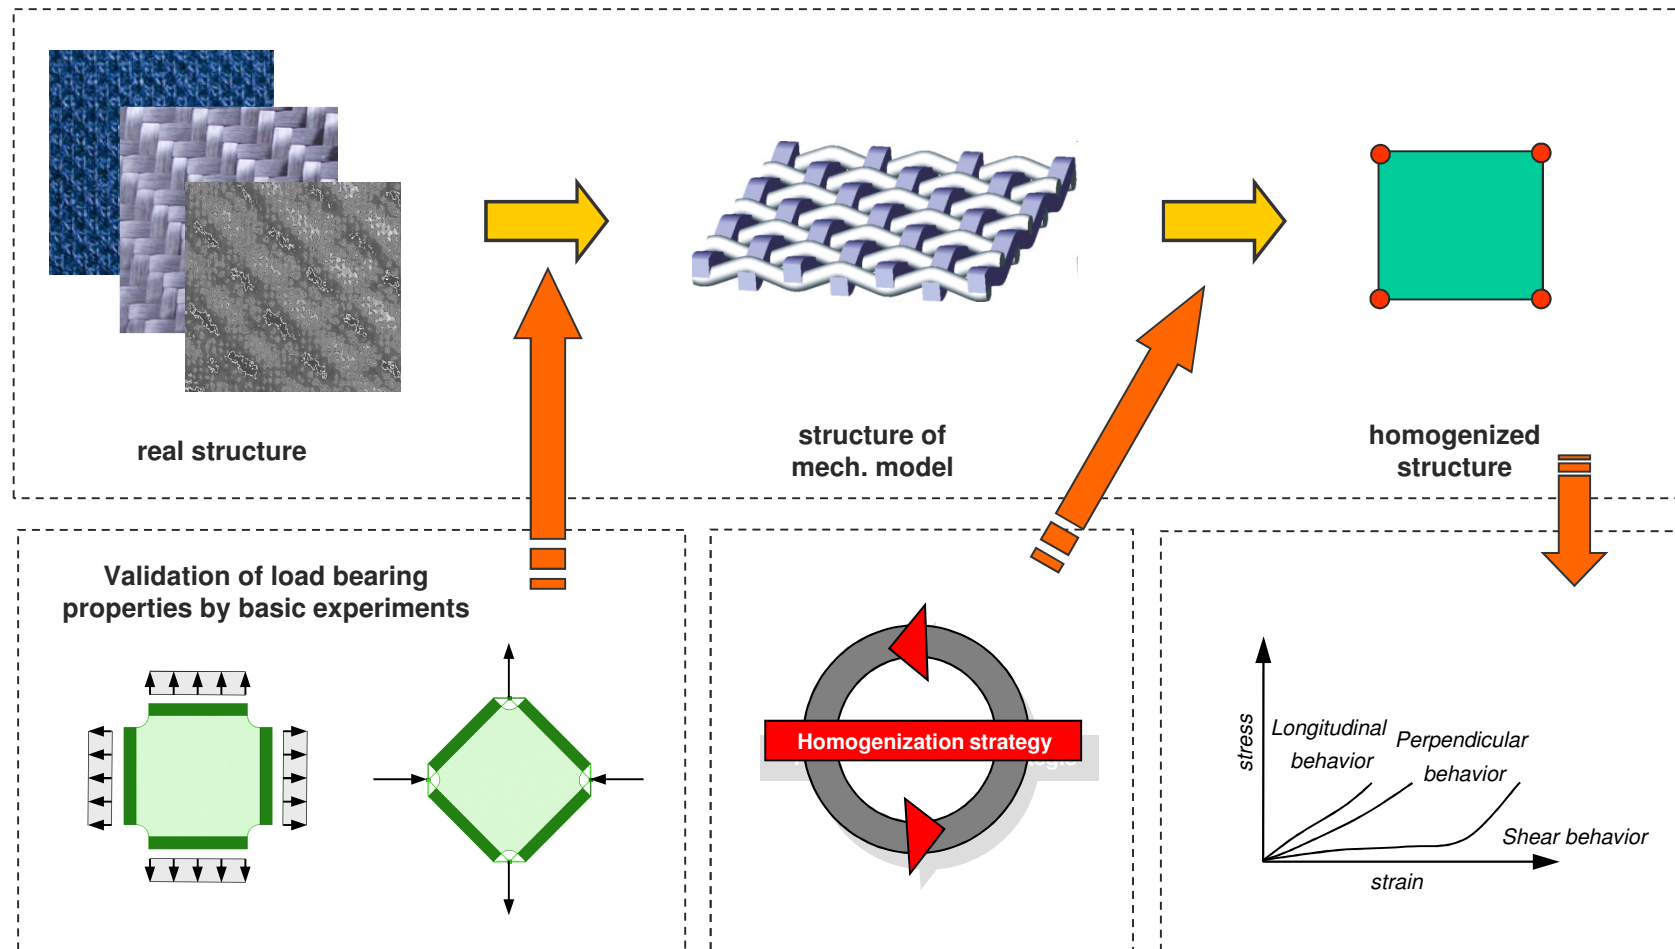 real structure
structure of
mech. model
homogenized
structure
Validation of load bearing
properties by basic experiments
Homogenization strategy
stress
Longitudinal
behavior
Perpendicular
behavior
Shear behavior
strain